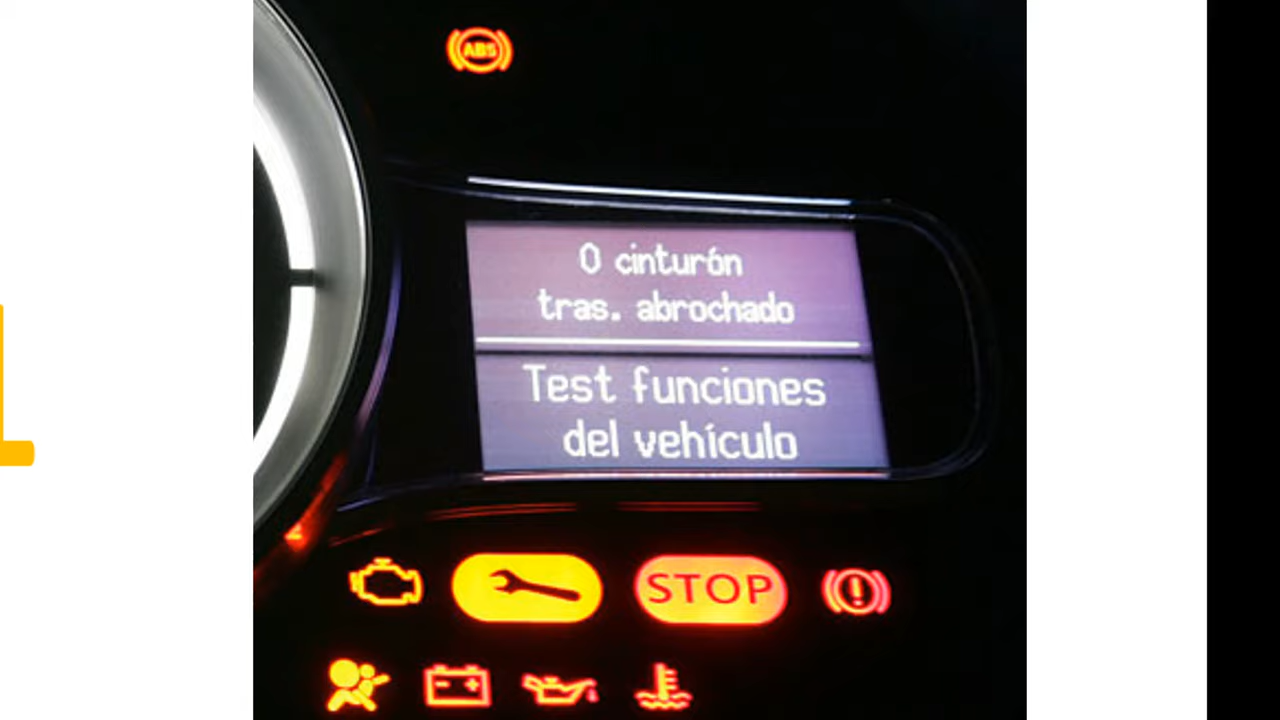 ABS
0 cinturón
tras. abrochado
Test funciones
del vehículo
STOP